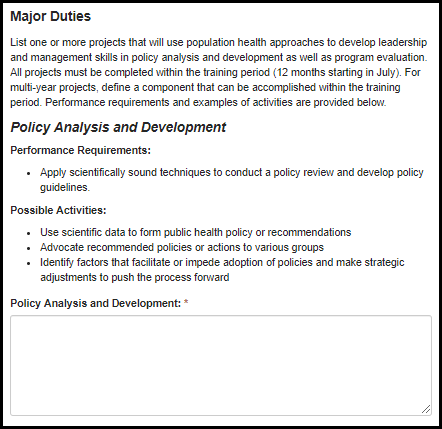 Major Duties
List one or more projects that will use population health approaches to develop leadership
and management skills in policy analysis and development as well as program evaluation.
All projects must be completed within the training period (12 months starting in July). For
multi-year projects, define a component that can be accomplished within the training
period. Performance requirements and examples of activities are provided below.
Policy Analysis and Development
Performance Requirements:
• Apply scientifically sound techniques to conduct a policy review and develop policy
guidelines.
Possible Activities:
• Use scientific data to form public health policy or recommendations
• Advocate recommended policies or actions to various groups
• Identify factors that facilitate or impede adoption of policies and make strategic
adjustments to push the process forward
Policy Analysis and Development: *